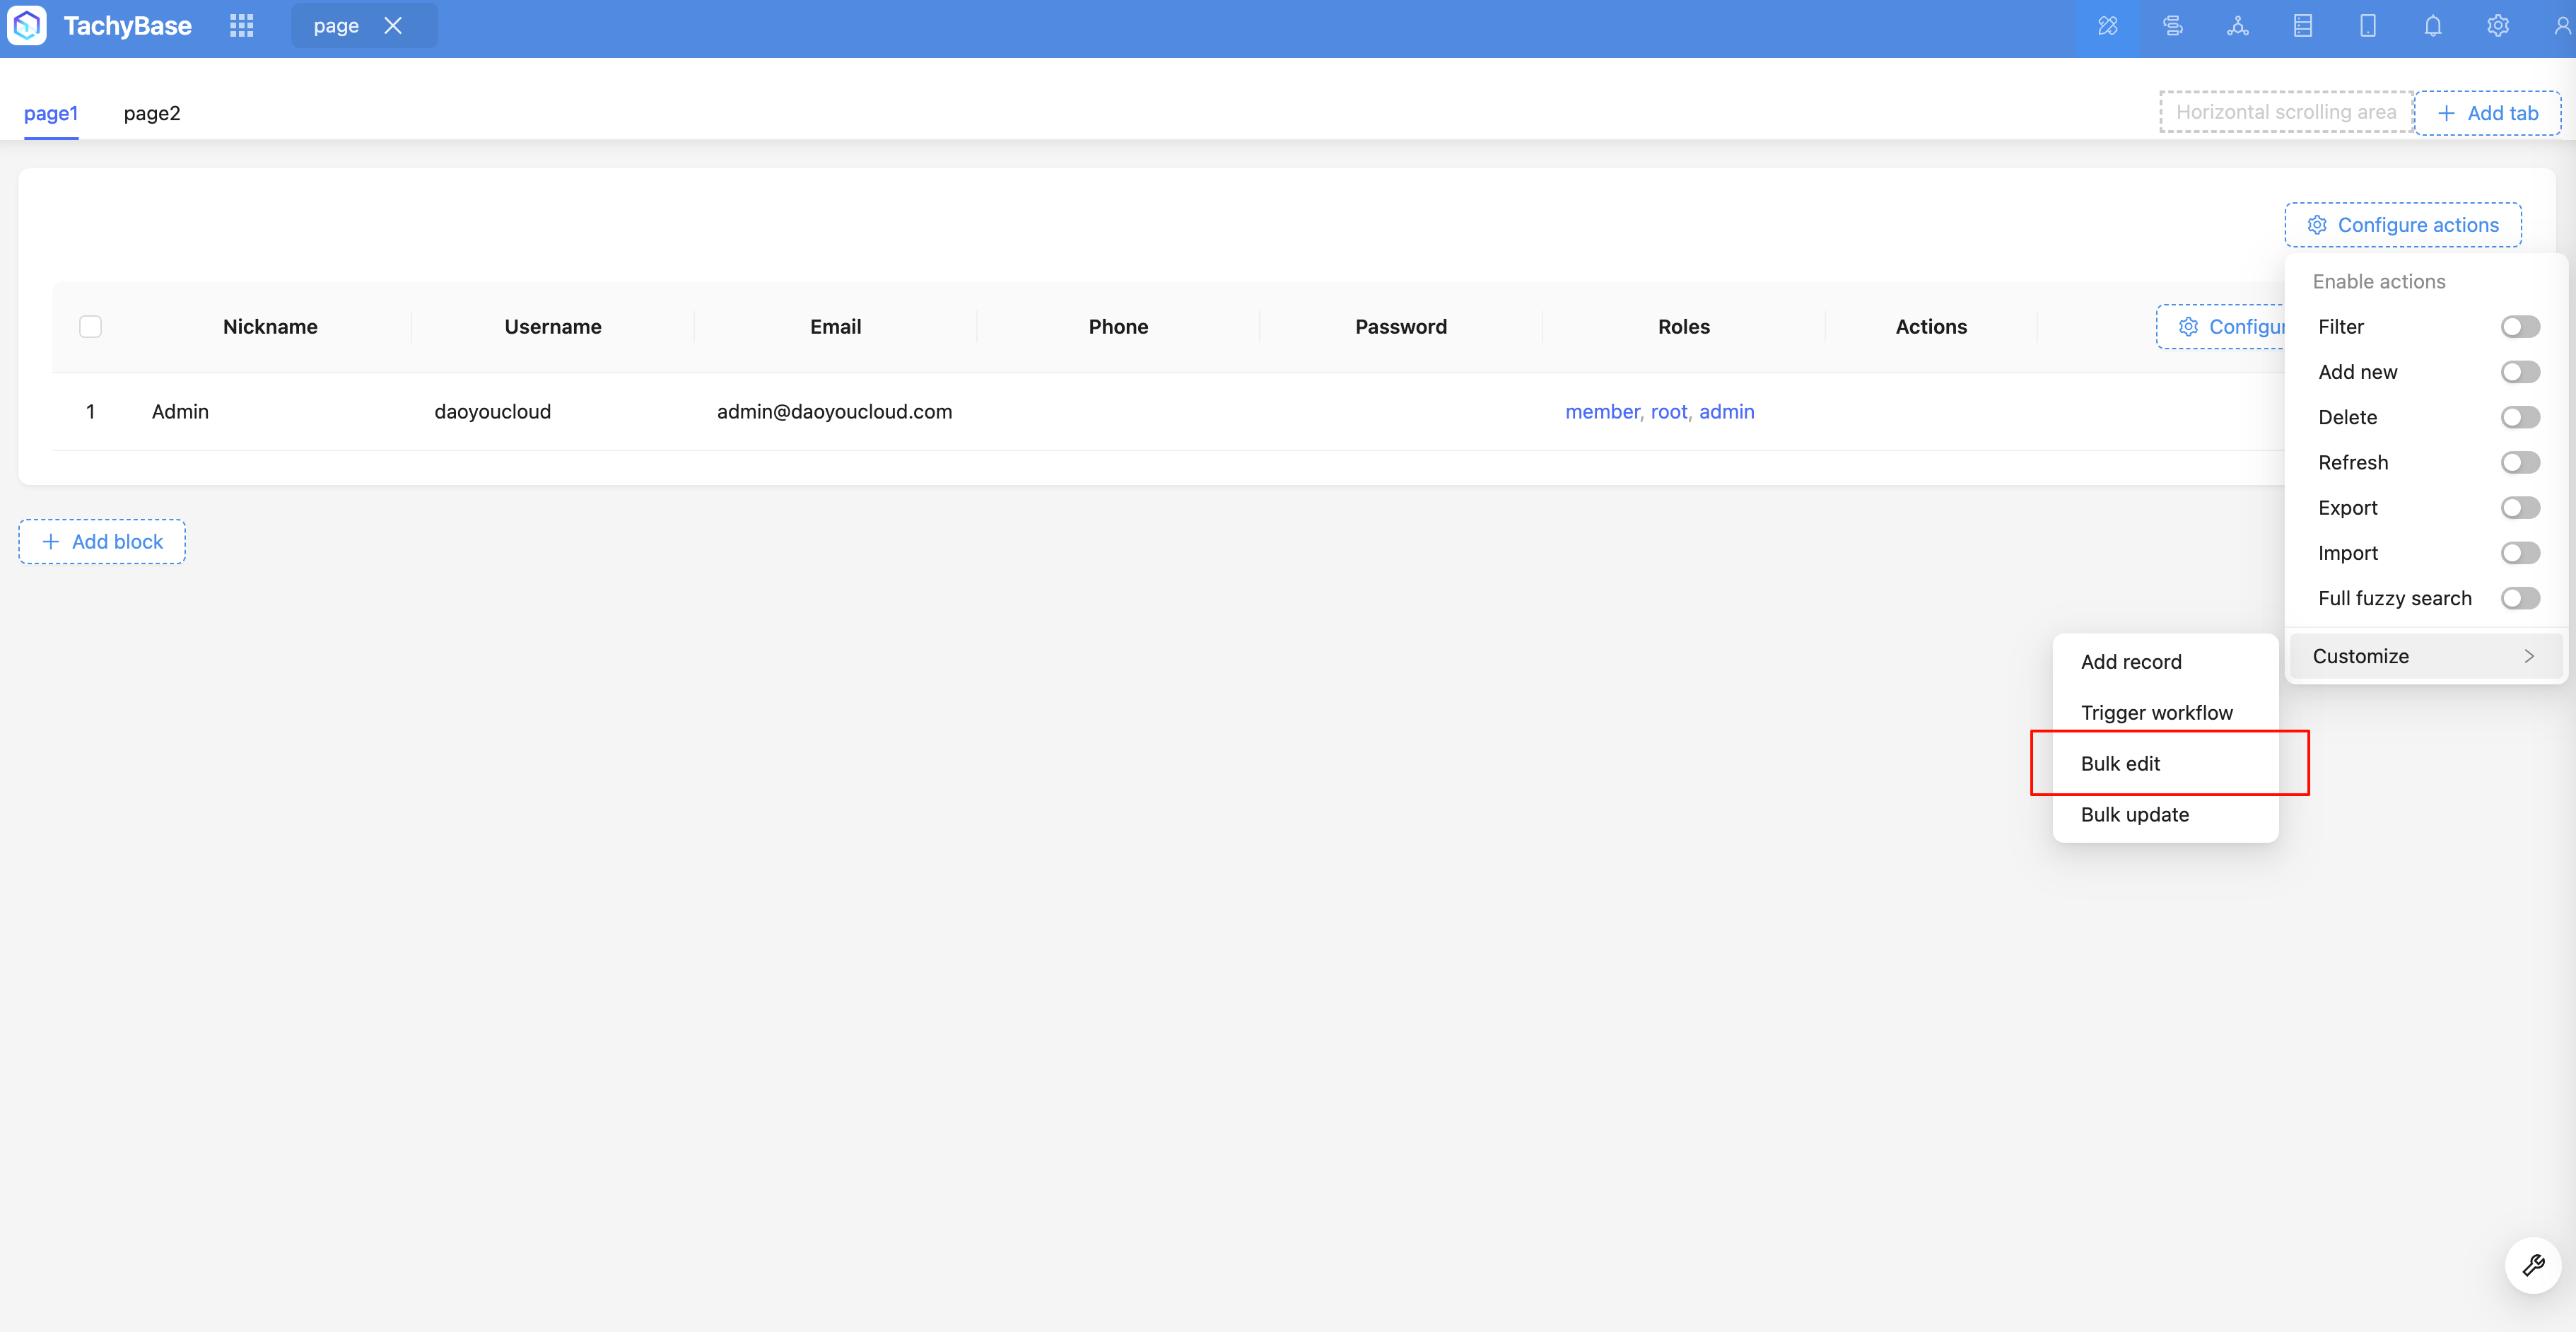 TachyBase
page
page1 page2
Horizontal scrolling area
Add tab
Configure actions
Nickname Username Email Phone Password Roles Actions
Configur
1 Admin daoyoucloud admin@daoyoucloud.com member, root, admin
Add block
Enable actions
Filter
Add new
Delete
Refresh
Export
Import
Full fuzzy search
Customize
Add record
Trigger workflow
Bulk edit
Bulk update